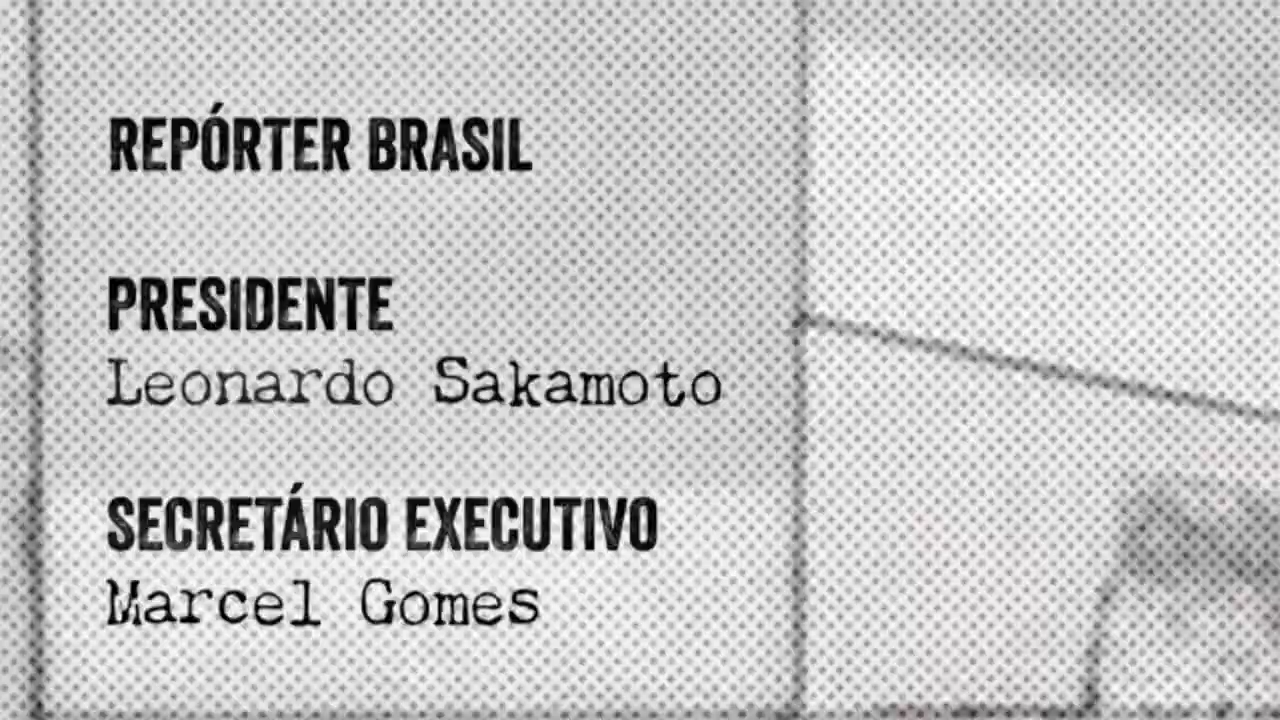 REPÓRTER BRASIL
PRESIDENTE
Leonardo Sakamoto
SECRETÁRIO EXECUTIVO
Marcel Gomes